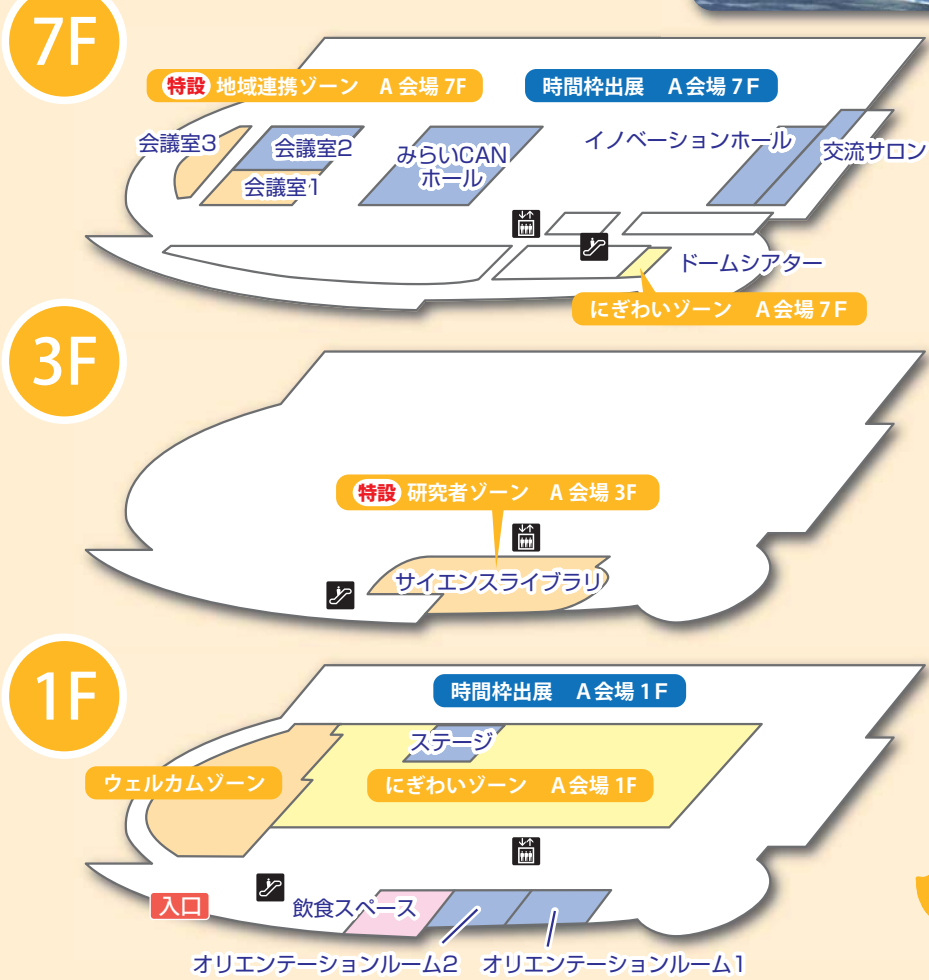 7F
特設 地域連携ゾーン A 会場 7F
時間枠出展 A会場 7F
会議室3
会議室2
会議室1
みらいCAN
ホール
イノベーションホール
交流サロン
ドームシアター
にぎわいゾーン A会場 7F
3F
特設 研究者ゾーン A 会場 3F
サイエンスライブラリ
1F
時間枠出展 A会場 1F
ステージ
ウェルカムゾーン
にぎわいゾーン A会場 1F
入口
飲食スペース
オリエンテーションルーム2 オリエンテーションルーム1